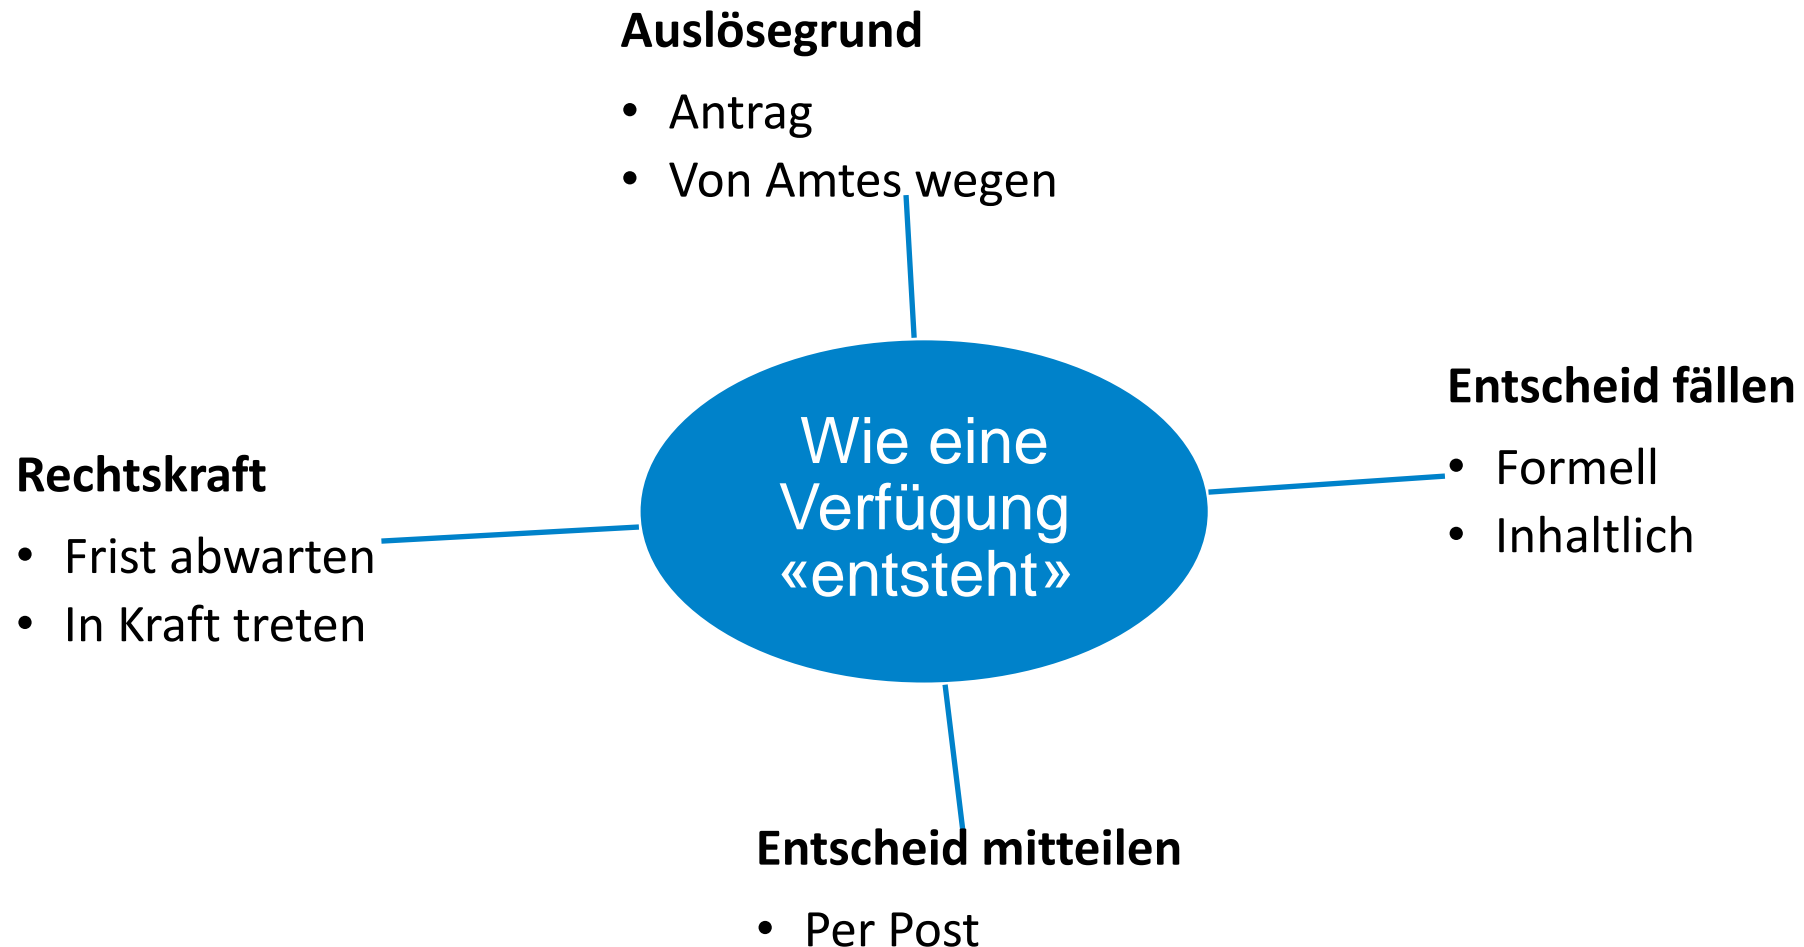 Auslösegrund
• Antrag
• Von Amtes wegen
Entscheid fällen
• Formell
• Inhaltlich
Wie eine
Verfügung
«entsteht»
Rechtskraft
• Frist abwarten
• In Kraft treten
Entscheid mitteilen
• Per Post